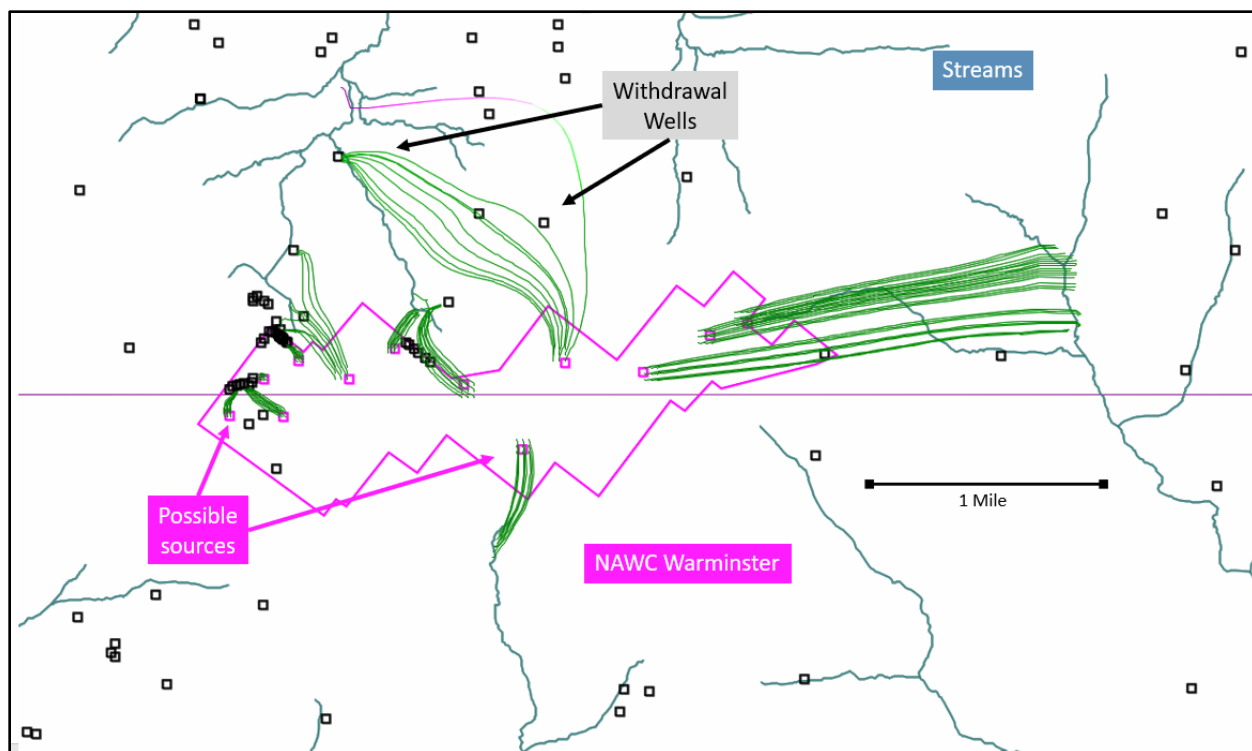 Streams
Withdrawal
Wells
1 Mile
Possible
sources
NAWC Warminster